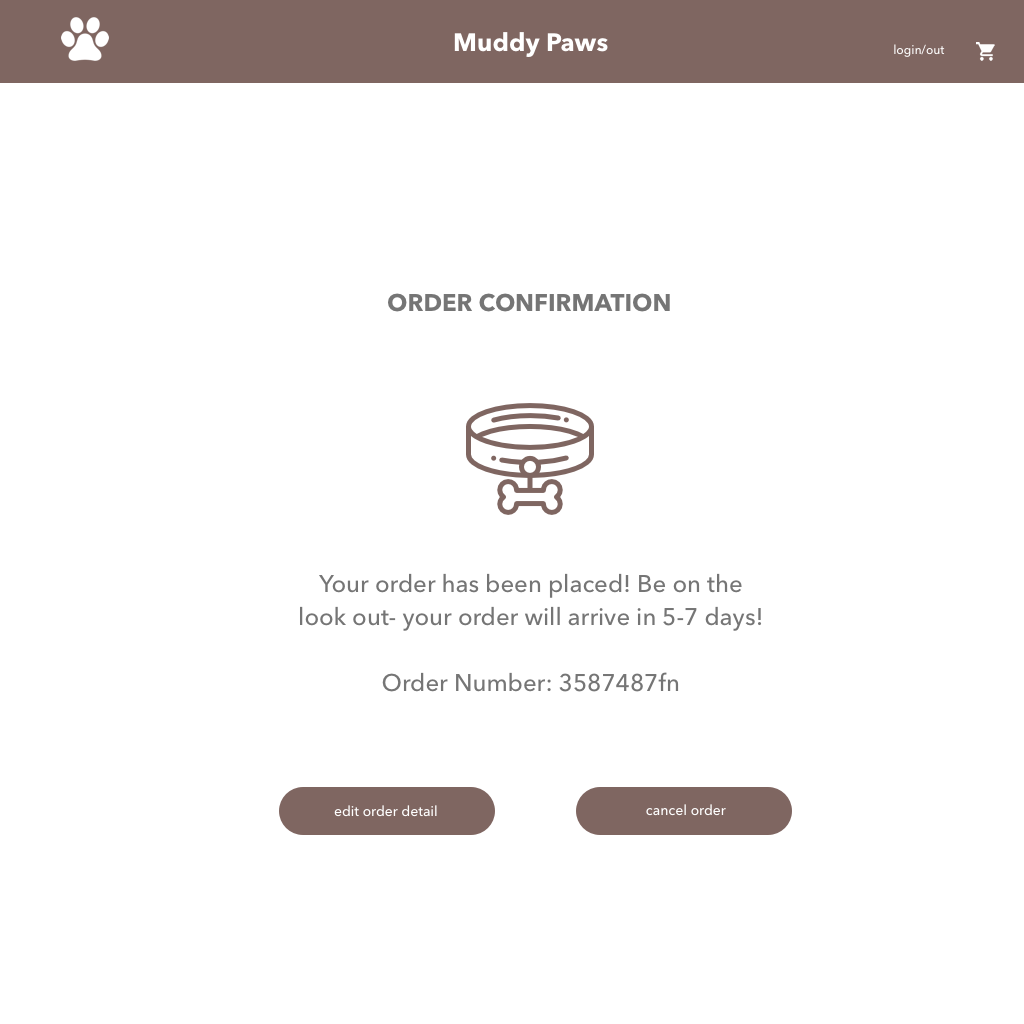 Muddy Paws
login/out
ORDER CONFIRMATION
Your order has been placed! Be on the
look out- your order will arrive in 5-7 days!
Order Number: 3587487fn
edit order detail
cancel order